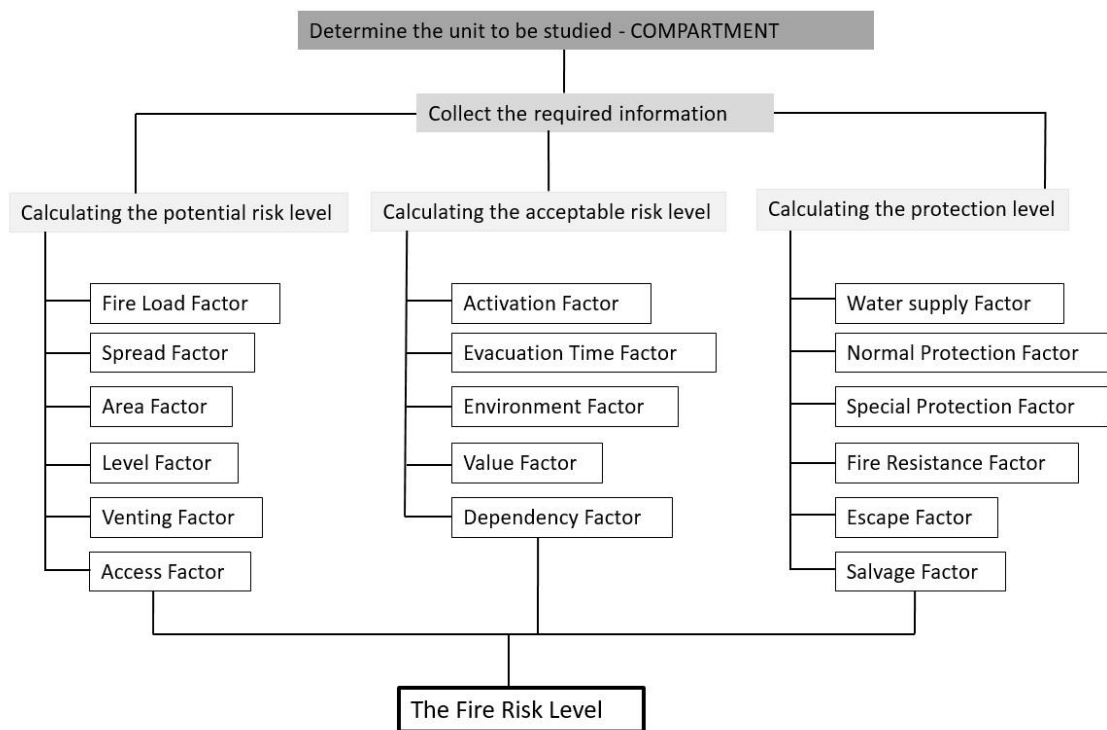 Determine the unit to be studied - COMPARTMENT
Collect the required information
Calculating the potential risk level
Fire Load Factor
Spread Factor
Area Factor
Level Factor
Venting Factor
Access Factor
Calculating the acceptable risk level
Activation Factor
Evacuation Time Factor
Environment Factor
Value Factor
Dependency Factor
Calculating the protection level
Water supply Factor
Normal Protection Factor
Special Protection Factor
Fire Resistance Factor
Escape Factor
Salvage Factor
The Fire Risk Level